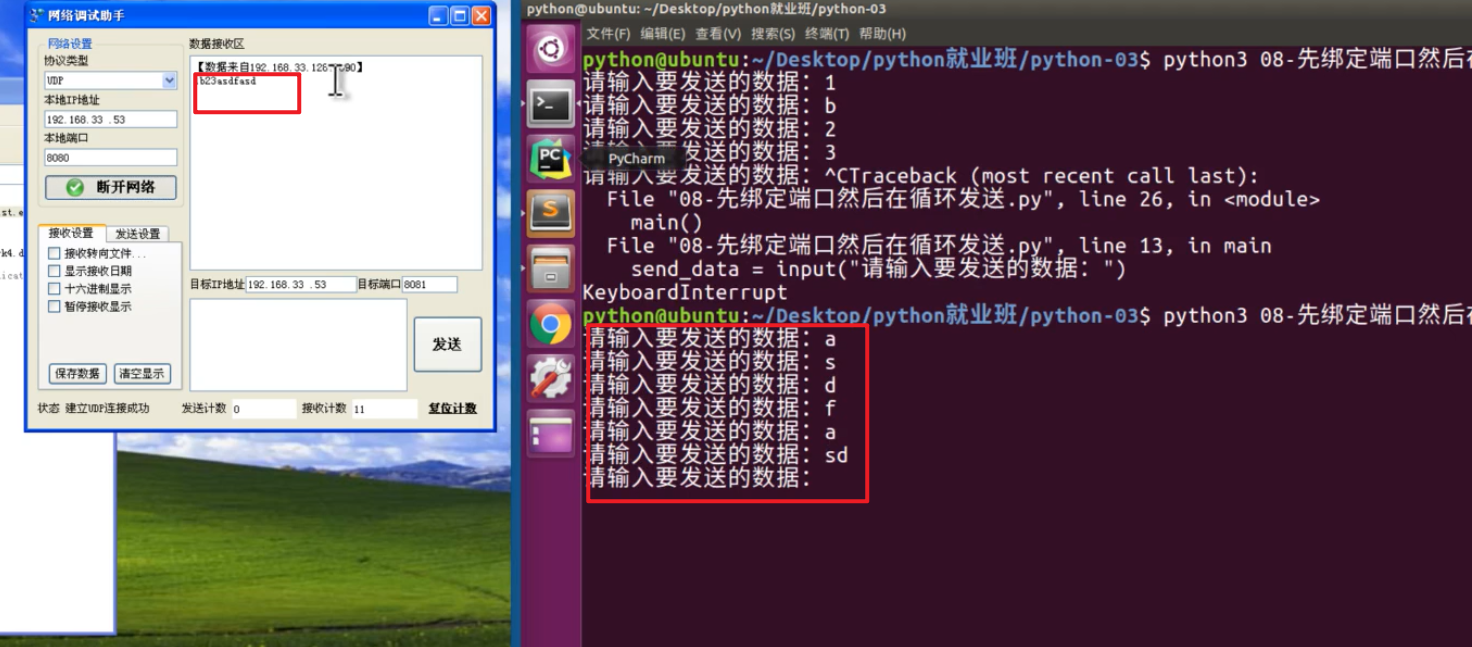 网络调试助手
网络设置
协议类型
UDP
本地IP地址
192.168.33 .53
本地端口
8080
断开网络
接收设置 发送设置
接收转向文件...
显示接收日期
十六进制显示
暂停接收显示
保存数据 清空显示
数据接收区
【数据来自192.168.33.126
b23asdfasd
目标IP地址 192.168.33 .53 目标端口 8081
发送
状态 建立UDP连接成功 发送计数 0 接收计数 11 复位计数
python@ubuntu: ~/Desktop/python就业班/python-03
文件(F) 编辑(E) 查看(V) 搜索(S) 终端(T) 帮助(H)
python@ubuntu:~/Desktop/python就业班/python-03$ python3 08-先绑定端口然后在
请输入要发送的数据：1
请输入要发送的数据：b
请输入要发送的数据：2
请输入要发送的数据：3
PyCharm
请输入要发送的数据：^CTraceback (most recent call last):
File "08-先绑定端口然后在循环发送.py", line 26, in <module>
main()
File "08-先绑定端口然后在循环发送.py", line 13, in main
send_data = input("请输入要发送的数据：")
KeyboardInterrupt
python@ubuntu:~/Desktop/python就业班/python-03$ python3 08-先绑定端口然后在
请输入要发送的数据：a
请输入要发送的数据：s
请输入要发送的数据：d
请输入要发送的数据：f
请输入要发送的数据：a
请输入要发送的数据：sd
请输入要发送的数据：